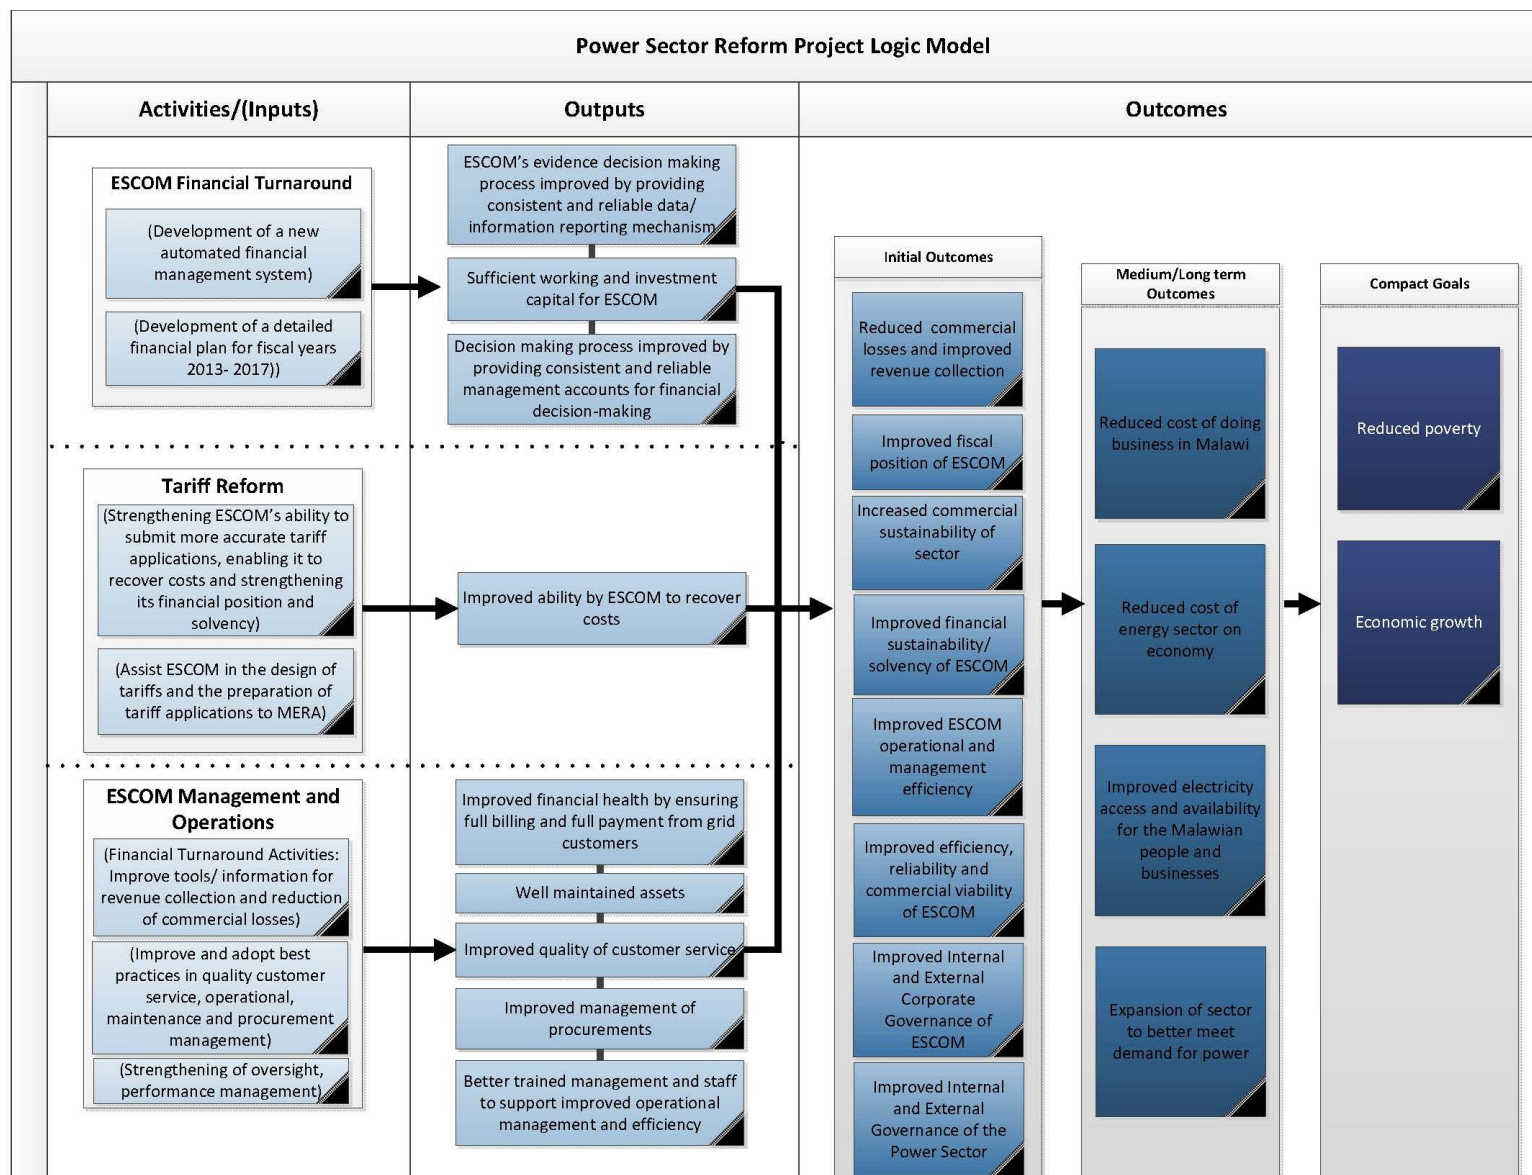 Power Sector Reform Project Logic Model
Activities/(Inputs)
Outputs
Outcomes
ESCOM Financial Turnaround
(Development of a new
automated financial
management system)
(Development of a detailed
financial plan for fiscal years
2013- 2017))
ESCOM's evidence decision making
process improved by providing
consistent and reliable data/
information reporting mechanism
Sufficient working and investment
capital for ESCOM
Decision making process improved by
providing consistent and reliable
management accounts for financial
decision-making
Tariff Reform
(Strengthening ESCOM's ability to
submit more accurate tariff
applications, enabling it to
recover costs and strengthening
its financial position and
solvency)
(Assist ESCOM in the design of
tariffs and the preparation of
tariff applications to MERA)
Improved ability by ESCOM to recover
costs
ESCOM Management and
Operations
(Financial Turnaround Activities:
Improve tools/ information for
revenue collection and reduction
of commercial losses)
(Improve and adopt best
practices in quality customer
service, operational,
maintenance and procurement
management)
(Strengthening of oversight,
performance management)
Improved financial health by ensuring
full billing and full payment from grid
customers
Well maintained assets
Improved quality of customer service
Improved management of
procurements
Better trained management and staff
to support improved operational
management and efficiency
Initial Outcomes
Reduced commercial
losses and improved
revenue collection
Improved fiscal
position of ESCOM
Increased commercial
sustainability of
sector
Improved financial
sustainability/
solvency of ESCOM
Improved ESCOM
operational and
management
efficiency
Improved efficiency,
reliability and
commercial viability
of ESCOM
Improved Internal
and External
Corporate
Governance of
ESCOM
Improved Internal
and External
Governance of the
Power Sector
Medium/Long term
Outcomes
Reduced cost of doing
business in Malawi
Reduced cost of
energy sector on
economy
Improved electricity
access and availability
for the Malawian
people and
businesses
Expansion of sector
to better meet
demand for power
Compact Goals
Reduced poverty
Economic growth